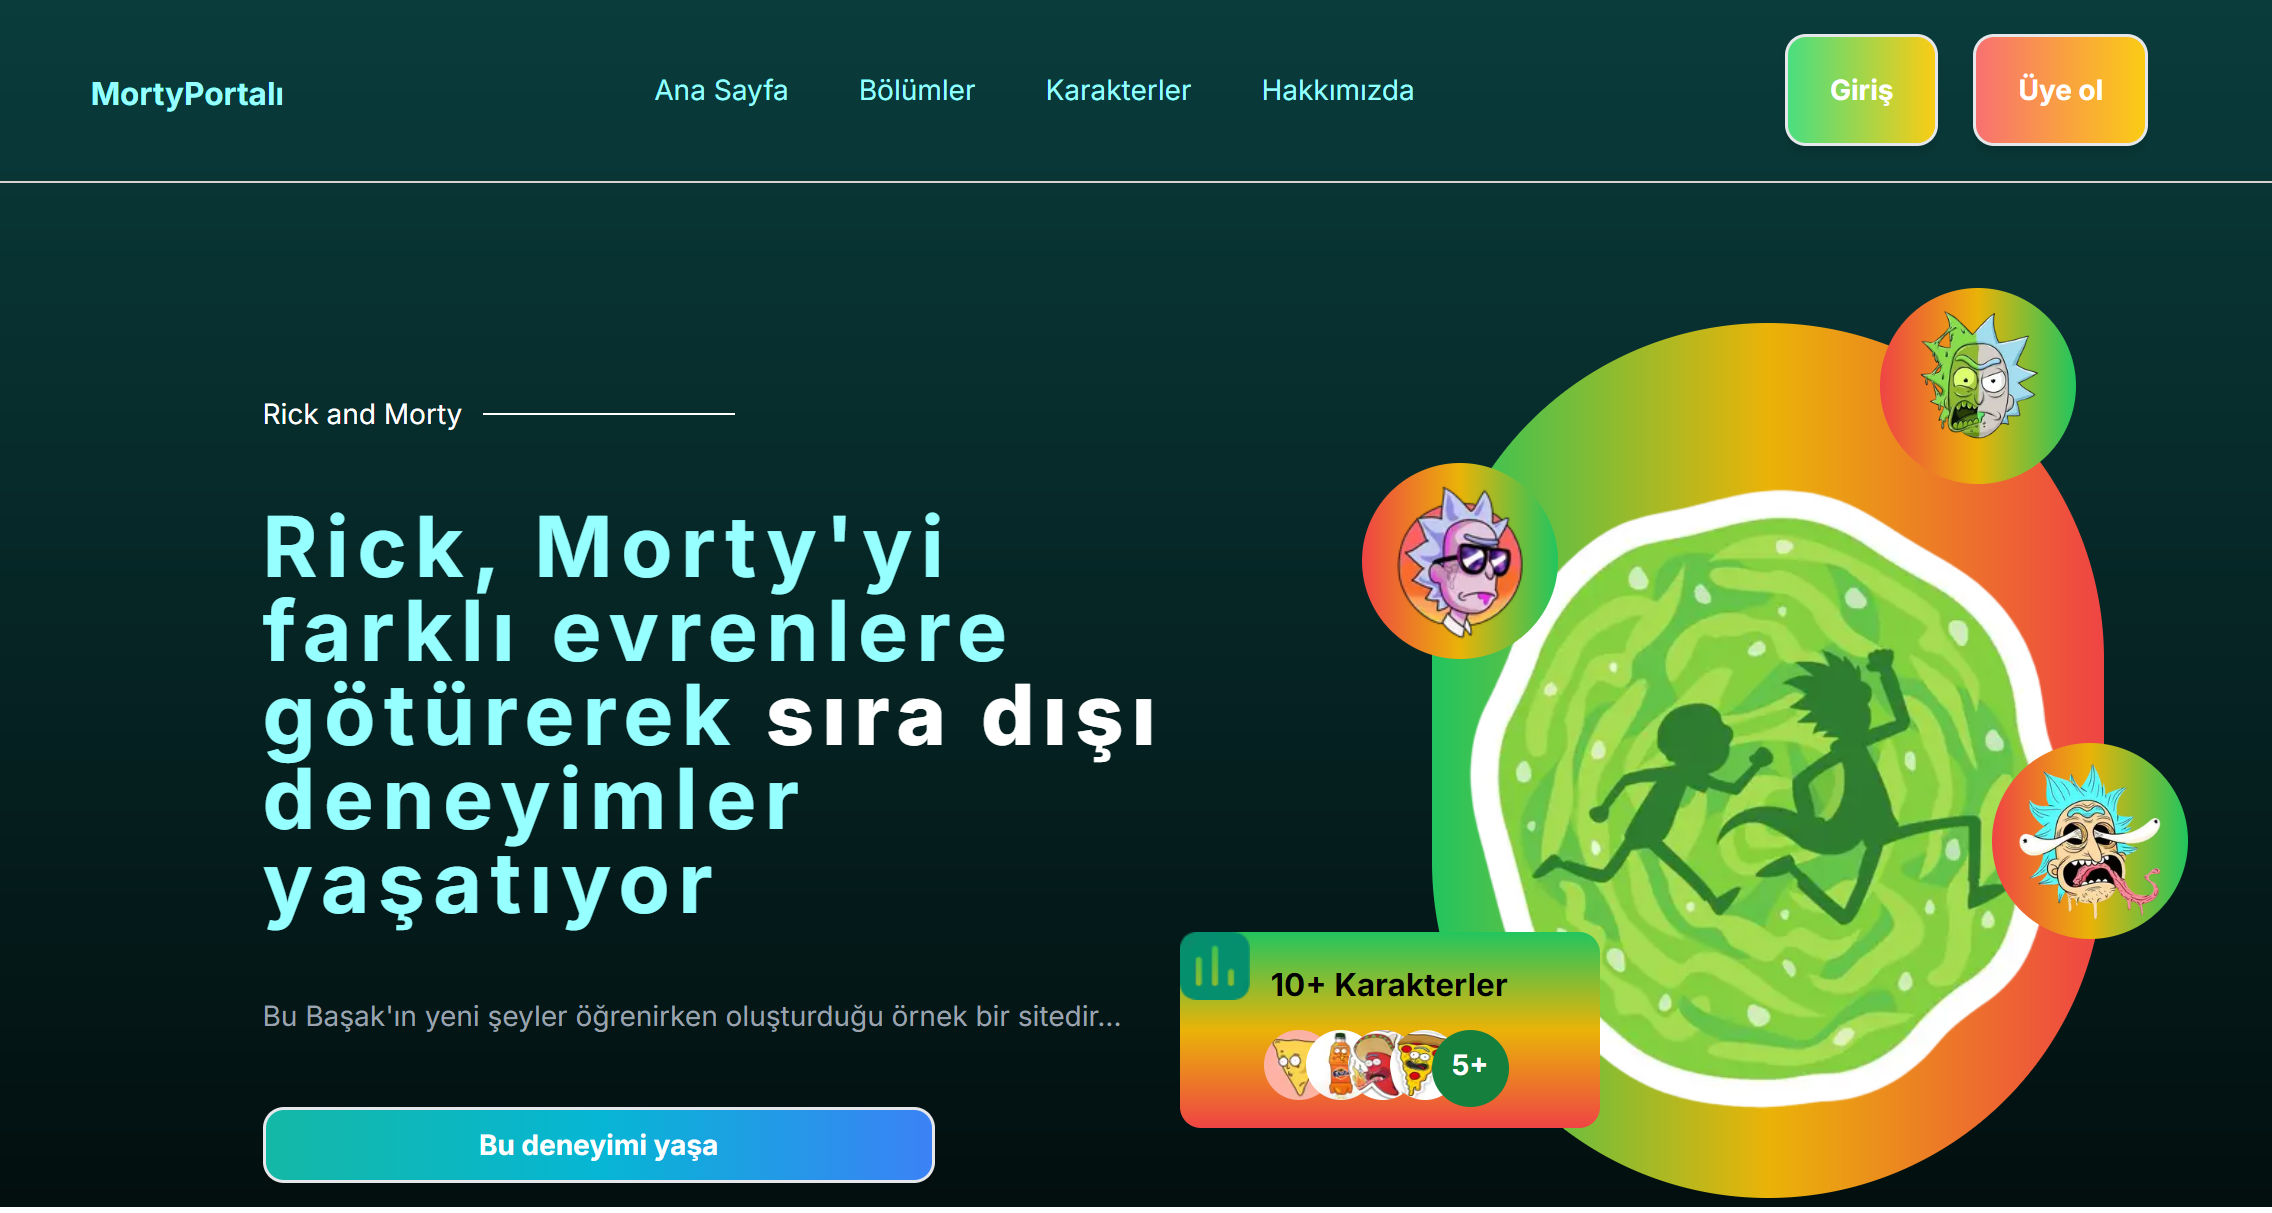 MortyPortalı
Ana Sayfa
Bölümler
Karakterler
Hakkımızda
Giriş
Üye ol
Rick and Morty
Rick, Morty'yi
farklı evrenlere
götürerek sıra dışı
deneyimler
yaşatıyor
Bu Başak'ın yeni şeyler öğrenirken oluşturduğu örnek bir sitedir...
Bu deneyimi yaşa
10+ Karakterler
5+